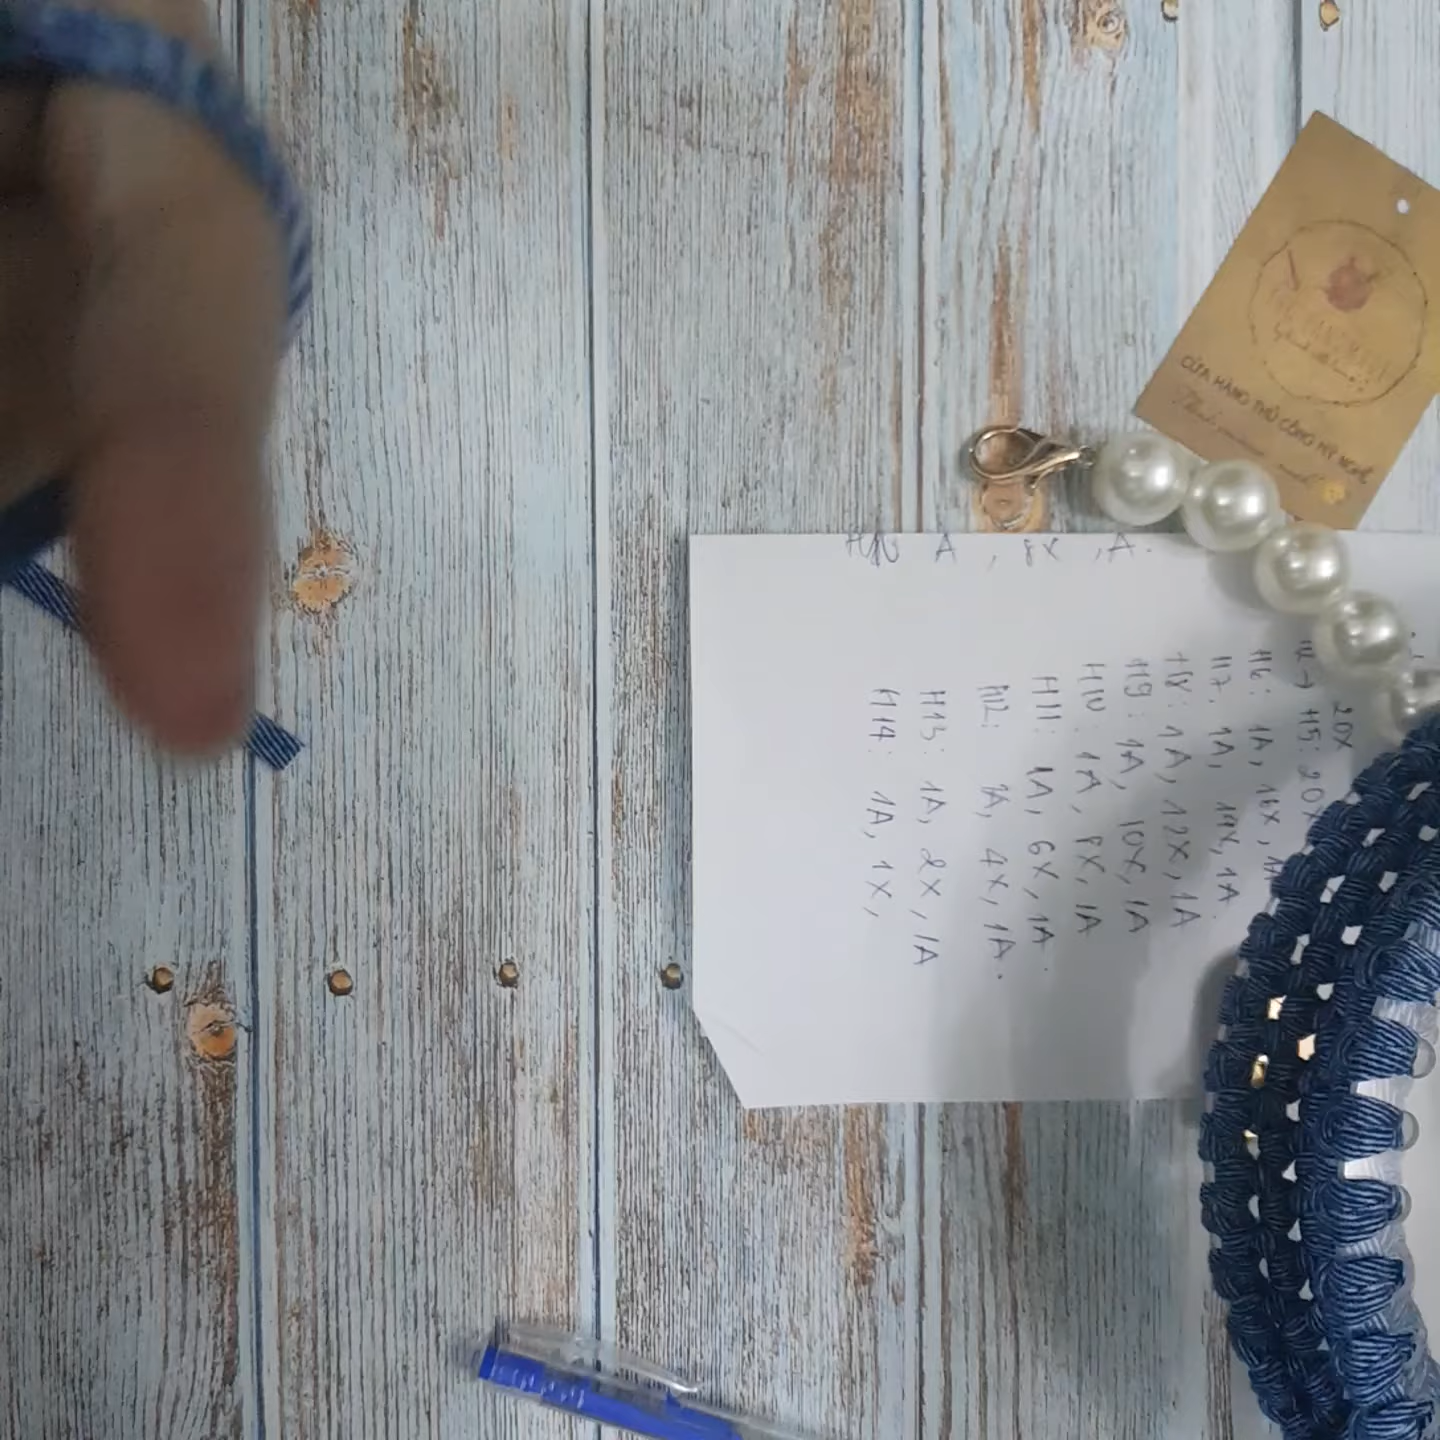 20X
H2 → H5: 20X
H6: 1A, 16X, 1A
H7: 1A, 14X, 1A
H8: 1A, 12X, 1A
H9: 1A, 10X, 1A
H10: 1A, 8X, 1A
H11: 1A, 6X, 1A.
H12: 1A, 4X, 1A.
H13: 1A, 2X, 1A
H14: 1A, 1X,
A, 8X, A.
CỬA HÀNG THỦ CÔNG MỸ NGHỆ